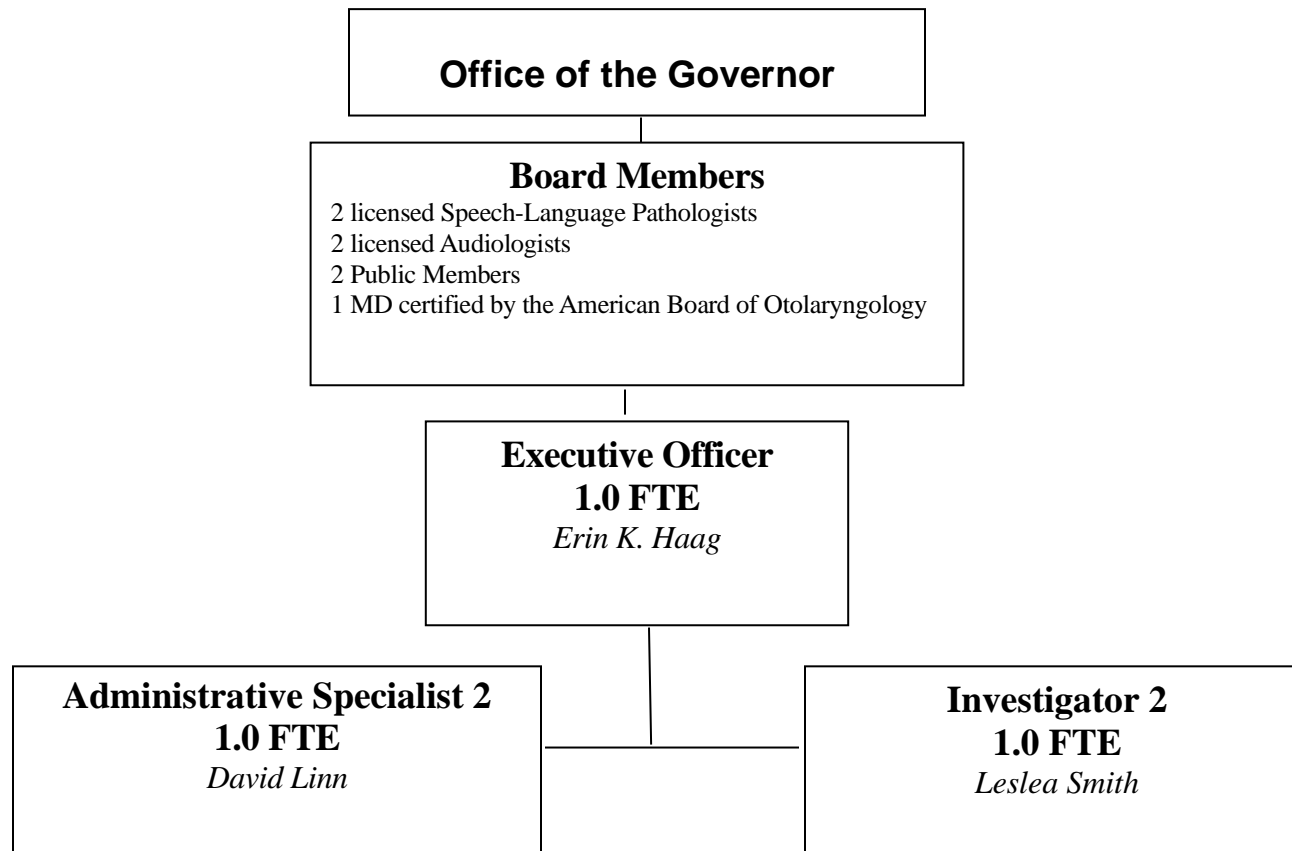 Office of the Governor
Board Members
2 licensed Speech-Language Pathologists
2 licensed Audiologists
2 Public Members
1 MD certified by the American Board of Otolaryngology
Executive Officer
1.0 FTE
Erin K. Haag
Administrative Specialist 2
1.0 FTE
David Linn
Investigator 2
1.0 FTE
Leslea Smith